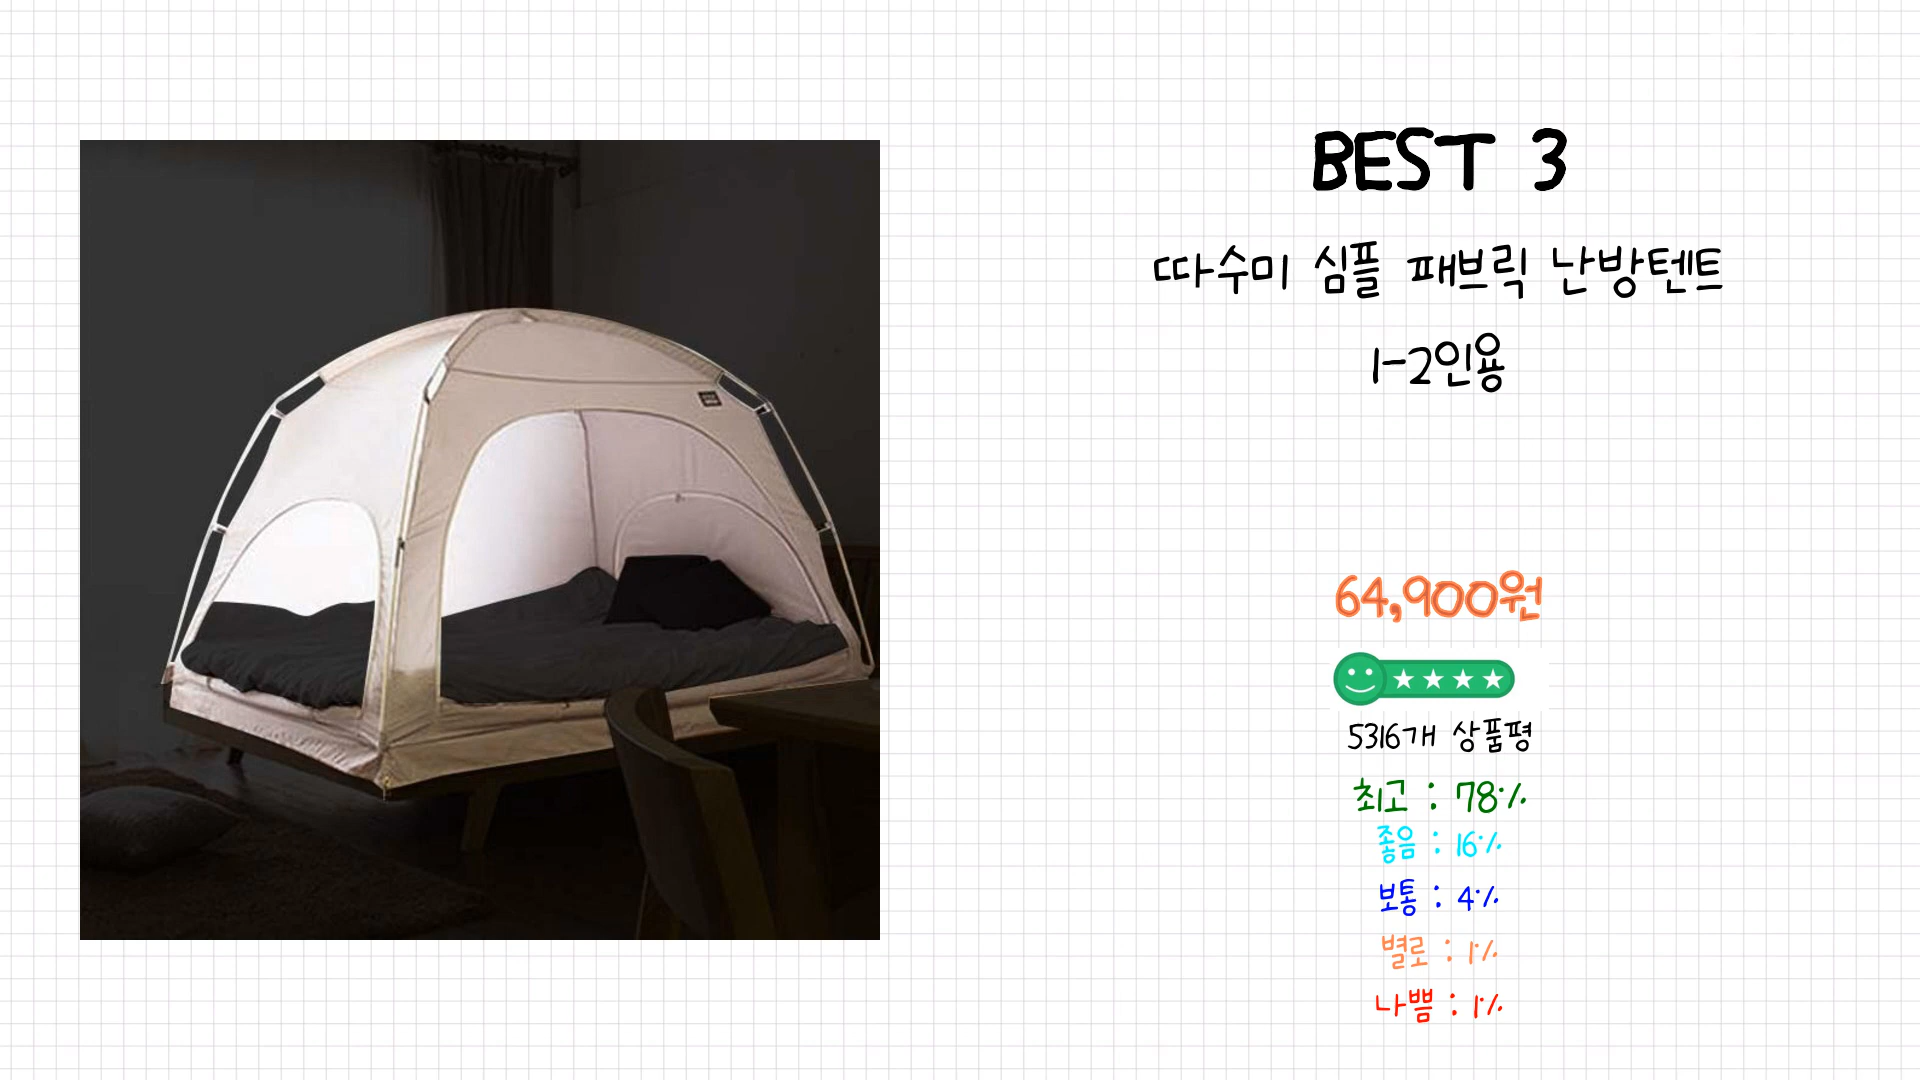 BEST 3
따수미 심플 패브릭 난방텐트
1-2인용
64,900원
5316개 상품평
최고 : 78%
좋음 : 16%
보통 : 4%
별로 : 1%
나쁨 : 1%